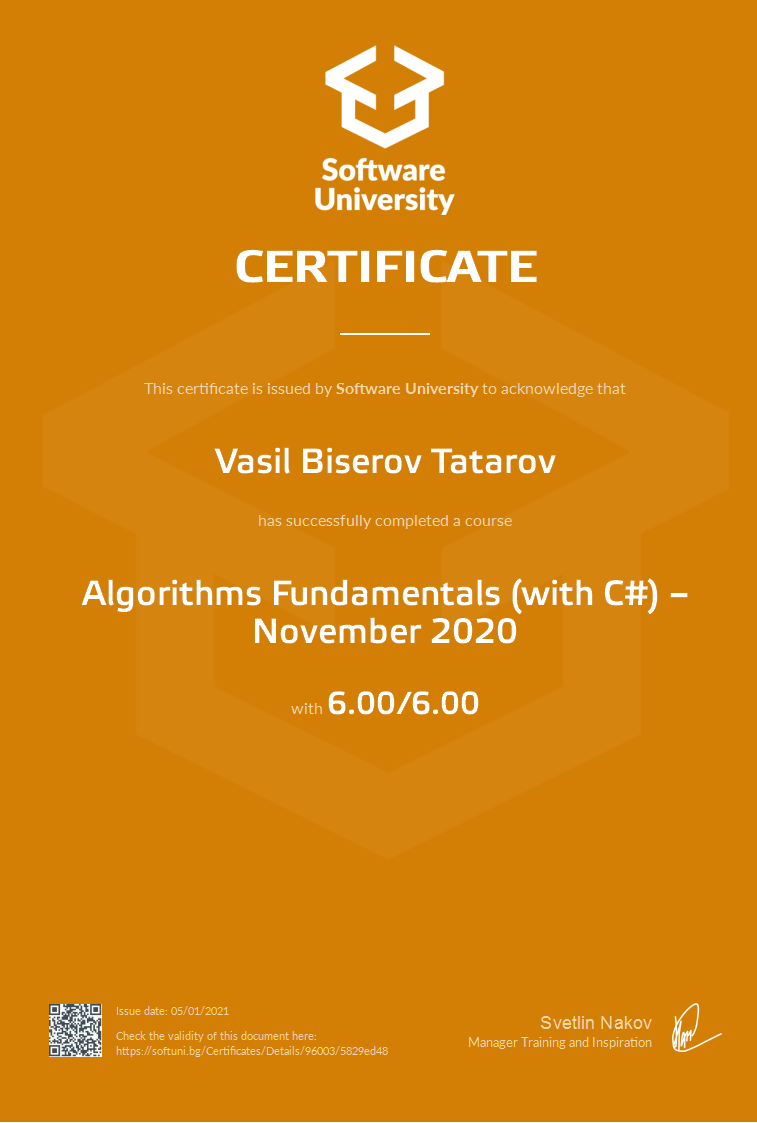 Software
University
CERTIFICATE
This certificate is issued by Software University to acknowledge that
Vasil Biserov Tatarov
has successfully completed a course
Algorithms Fundamentals (with C#) –
November 2020
with 6.00/6.00
Issue date: 05/01/2021
Check the validity of this document here:
https://softuni.bg/Certificates/Details/96003/5829ed48
Svetlin Nakov
Manager Training and Inspiration